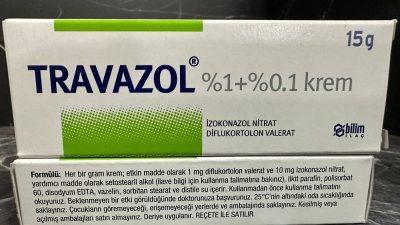 15g
TRAVAZOL® %1+%0.1 krem
İZOKONAZOL NİTRAT
DİFLUKORTOLON VALERAT
bilim
İLAÇ
Formülü: Her bir gram krem; etkin madde olarak 1 mg diflukortolon valerat ve 10 mg izokonazol nitrat,
yardımcı madde olarak setostearil alkol (ilave bilgi için kullanma talimatına bakınız), likit parafin, polisorbat
60, disodyum EDTA, vazelin, sorbitan stearat ve distile su içerir. Kullanmadan önce kullanma talimatını
okuyunuz. Beklenmeyen bir etki görüldüğünde doktorunuza başvurunuz. 25°C'nin altındaki oda sıcaklığında
saklayınız. Çocukların göremeyeceği, erişemeyeceği yerlerde ve ambalajında saklayınız. Kesilmiş veya
açılmış ambalajları satın almayınız. Deriye uygulanır. REÇETE İLE SATILIR.